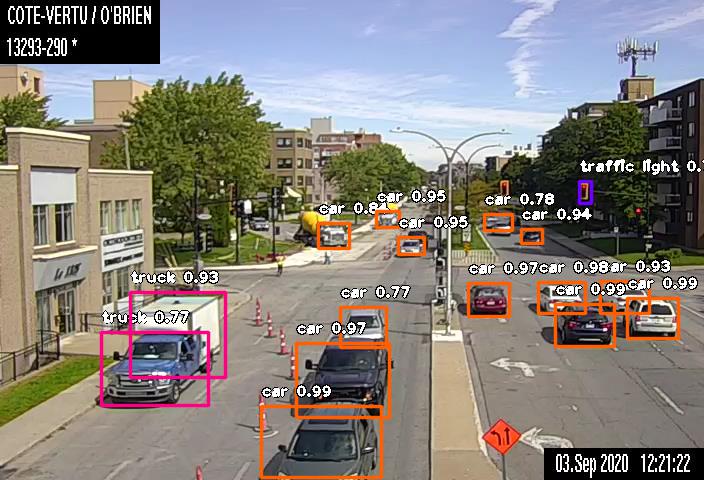 COTE-VERTU / O'BRIEN
13293-290 *
traffic light 0.7
car 0.95
car 0.84
car 0.78
car 0.95
car 0.94
car 0.97
car 0.98
car 0.93
truck 0.93
car 0.99
car 0.99
car 0.77
truck 0.77
car 0.97
car 0.99
03.Sep 2020 12:21:22